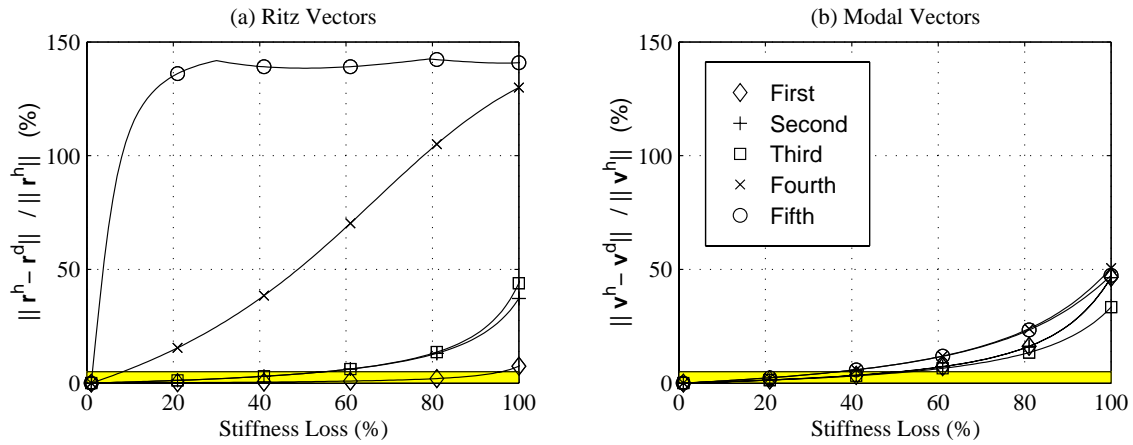 (a) Ritz Vectors
|| r^h − r^d || / || r^h || (%)
150
100
50
0
0 20 40 60 80 100
Stiffness Loss (%)
(b) Modal Vectors
|| v^h − v^d || / || v^h || (%)
150
100
50
0
First
Second
Third
Fourth
Fifth
0 20 40 60 80 100
Stiffness Loss (%)